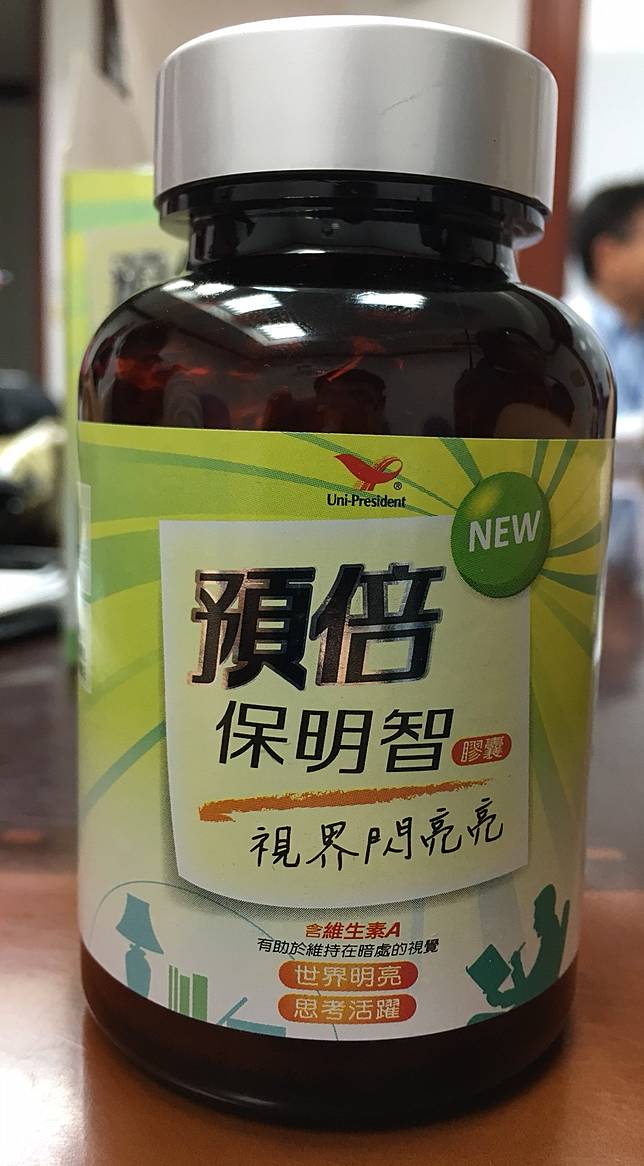 Uni-President
NEW
預倍
保明智 膠囊
視界閃亮亮
含維生素A
有助於維持在暗處的視覺
世界明亮
思考活躍